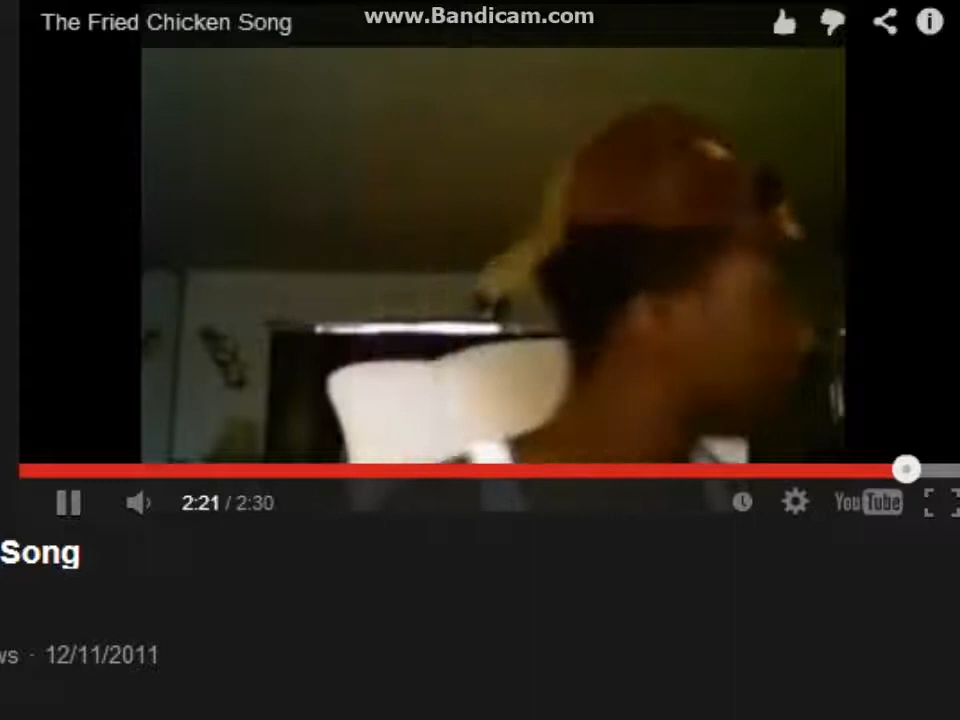 www.Bandicam.com
The Fried Chicken Song
2:21 / 2:30
YouTube
Song
ws · 12/11/2011